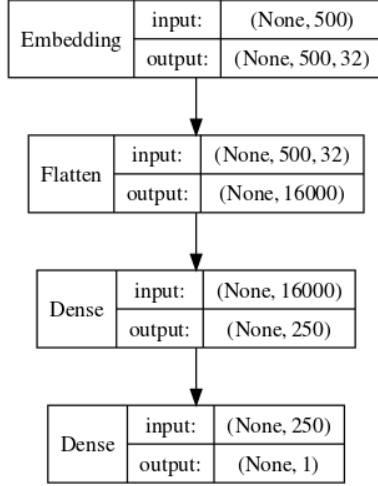 Embedding
input: (None, 500)
output: (None, 500, 32)
Flatten
input: (None, 500, 32)
output: (None, 16000)
Dense
input: (None, 16000)
output: (None, 250)
Dense
input: (None, 250)
output: (None, 1)